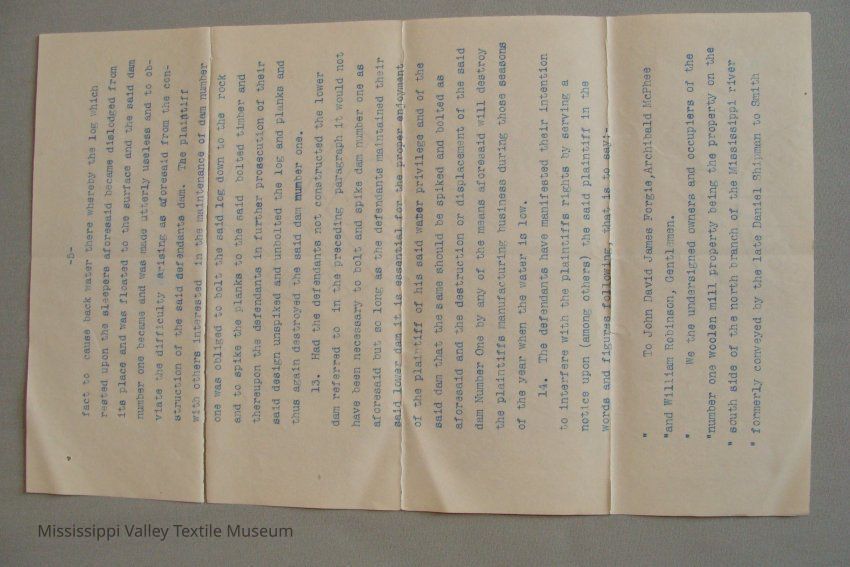 -5-
fact to cause back water there whereby the log which
rested upon the sleepers aforesaid became dislodged from
its place and was floated to the surface and the said dam
number one became and was made utterly useless and to ob-
viate the difficulty arising as aforesaid from the con-
struction of the said defendants dam. The plaintiff
with others interested in the maintenance of dam number
one was obliged to bolt the said log down to the rock
and to spike the planks to the said bolted timber and
thereupon the defendants in further prosecution of their
said design unspiked and unbolted the log and planks and
thus again destroyed the said dam number one.
13. Had the defendants not constructed the lower
dam referred to in the preceding paragraph it would not
have been necessary to bolt and spike dam number one as
aforesaid but so long as the defendants maintained their
said lower dam it is essential for the proper enjoyment
of the plaintiff of his said water privilege and of the
said dam that the same should be spiked and bolted as
aforesaid and the destruction or displacement of the said
dam Number One by any of the means aforesaid will destroy
the plaintiffs manufacturing business during those seasons
of the year when the water is low.
14. The defendants have manifested their intention
to interfere with the plaintiffs rights by serving a
notice upon (among others) the said plaintiff in the
words and figures following, that is to say:-
" To John David James Forgie,Archibald McPhee
"and William Robinson, Gentlemen.
" We the undersigned owners and occupiers of the
"number one woolen mill property being the property on the
" south side of the north branch of the Mississippi river
" formerly conveyed by the late Daniel Shipman to Smith
Mississippi Valley Textile Museum